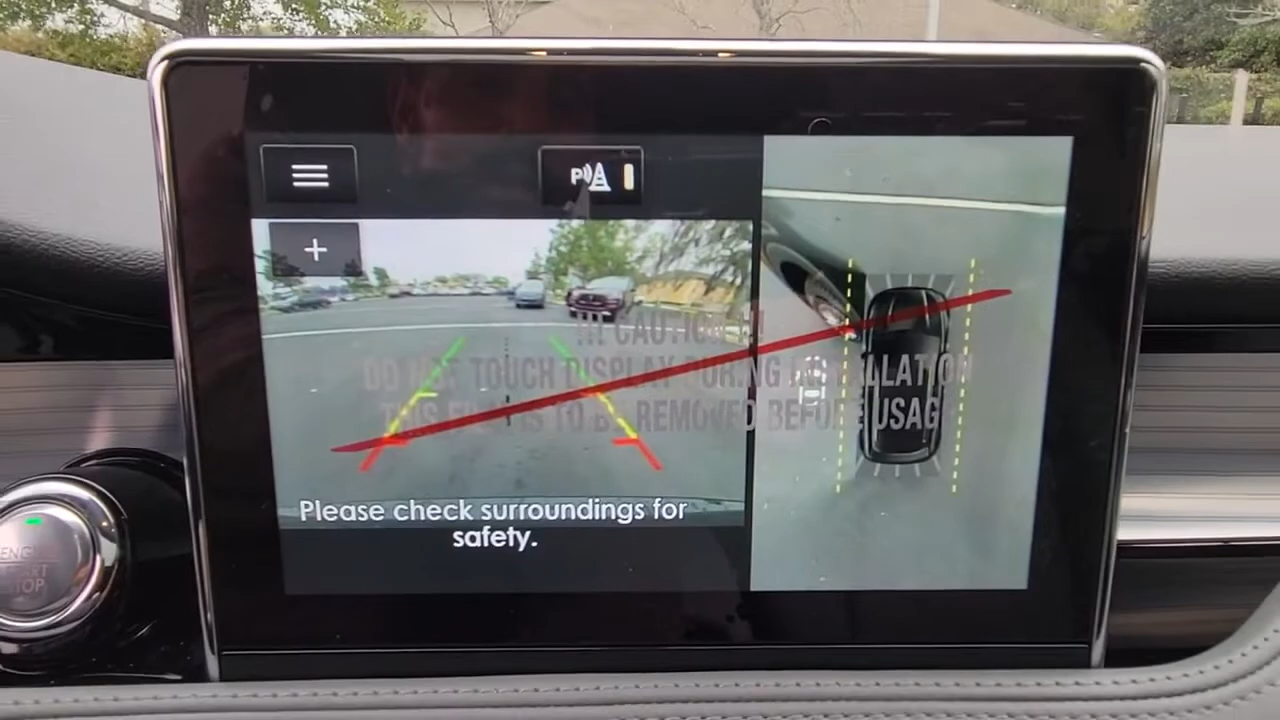 P
+
!!! CAUTION !!!
DO NOT TOUCH DISPLAY DURING INSTALLATION
THIS FILM IS TO BE REMOVED BEFORE USAGE
Please check surroundings for
safety.
ENGINE
START
STOP